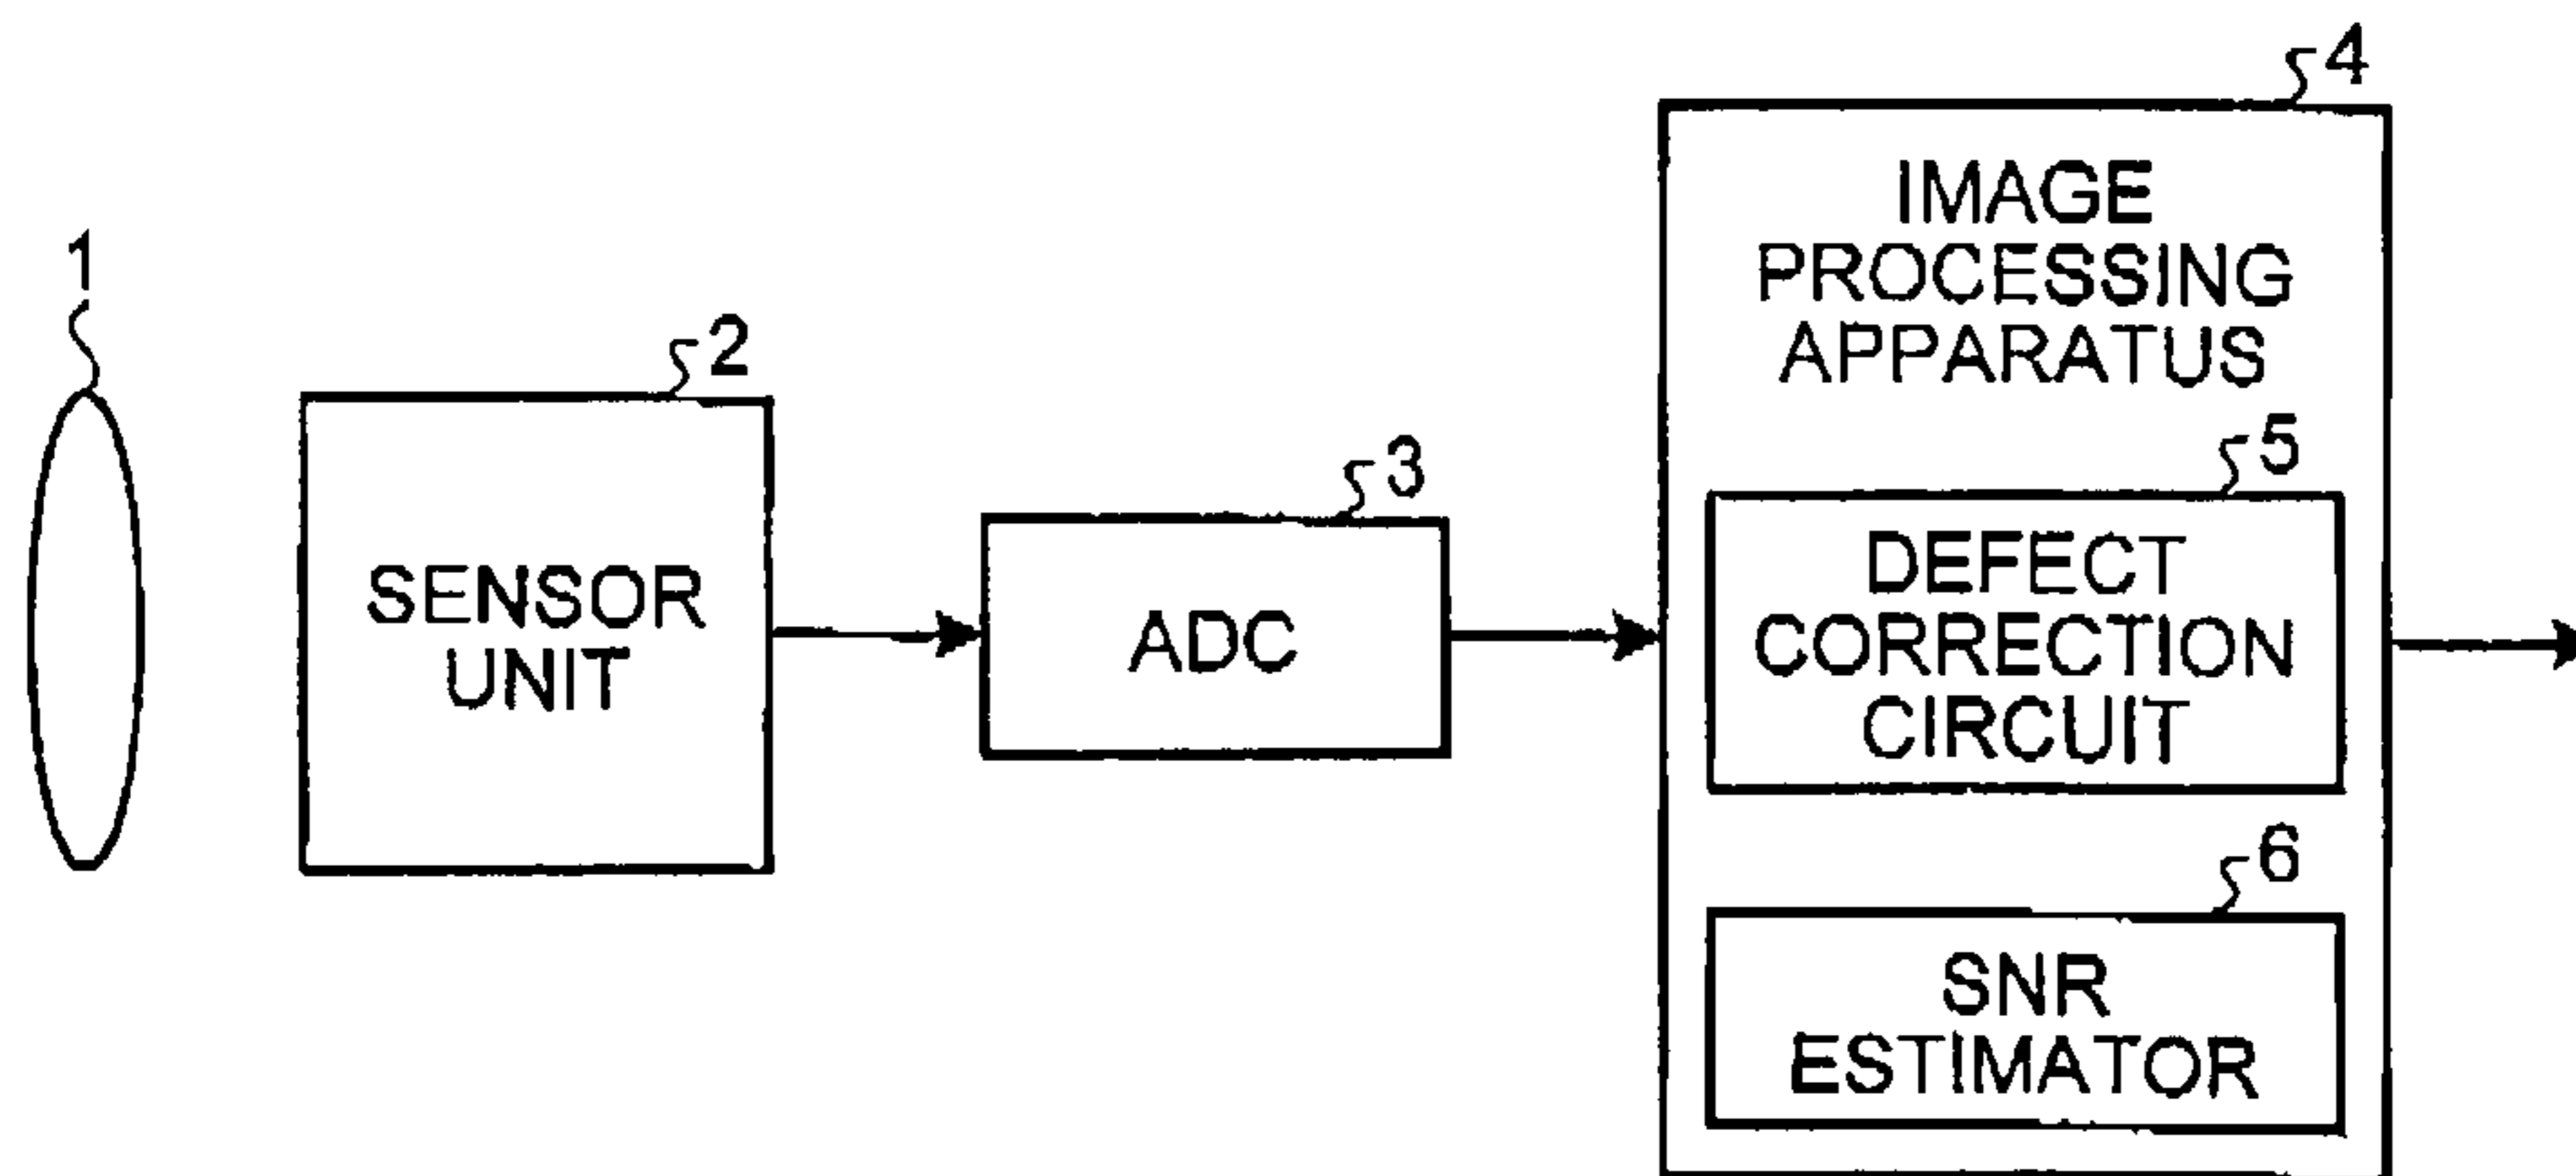 1
2
SENSOR
UNIT
3
ADC
4
IMAGE
PROCESSING
APPARATUS
5
DEFECT
CORRECTION
CIRCUIT
6
SNR
ESTIMATOR